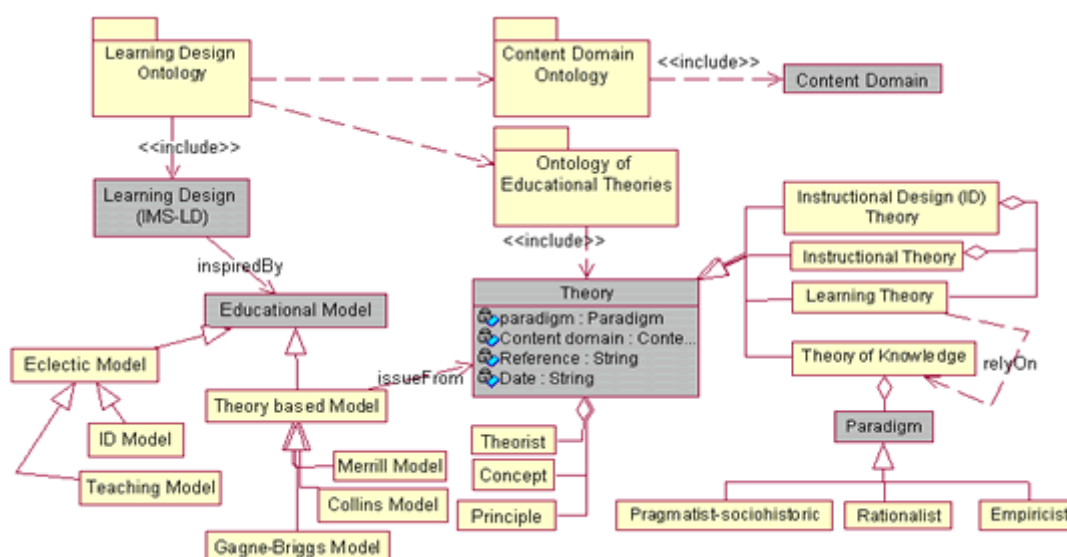 Learning Design
Ontology
Content Domain
Ontology
<<include>>
Content Domain
<<include>>
Ontology of
Educational Theories
Learning Design
(IMS-LD)
<<include>>
Instructional Design (ID)
Theory
inspiredBy
Instructional Theory
Theory
Educational Model
Learning Theory
paradigm : Paradigm
Content domain : Conte...
Reference : String
Date : String
Eclectic Model
issueFrom
Theory of Knowledge
relyOn
Theory based Model
Paradigm
ID Model
Theorist
Merrill Model
Concept
Teaching Model
Collins Model
Principle
Pragmatist-sociohistoric
Rationalist
Empiricist
Gagne-Briggs Model